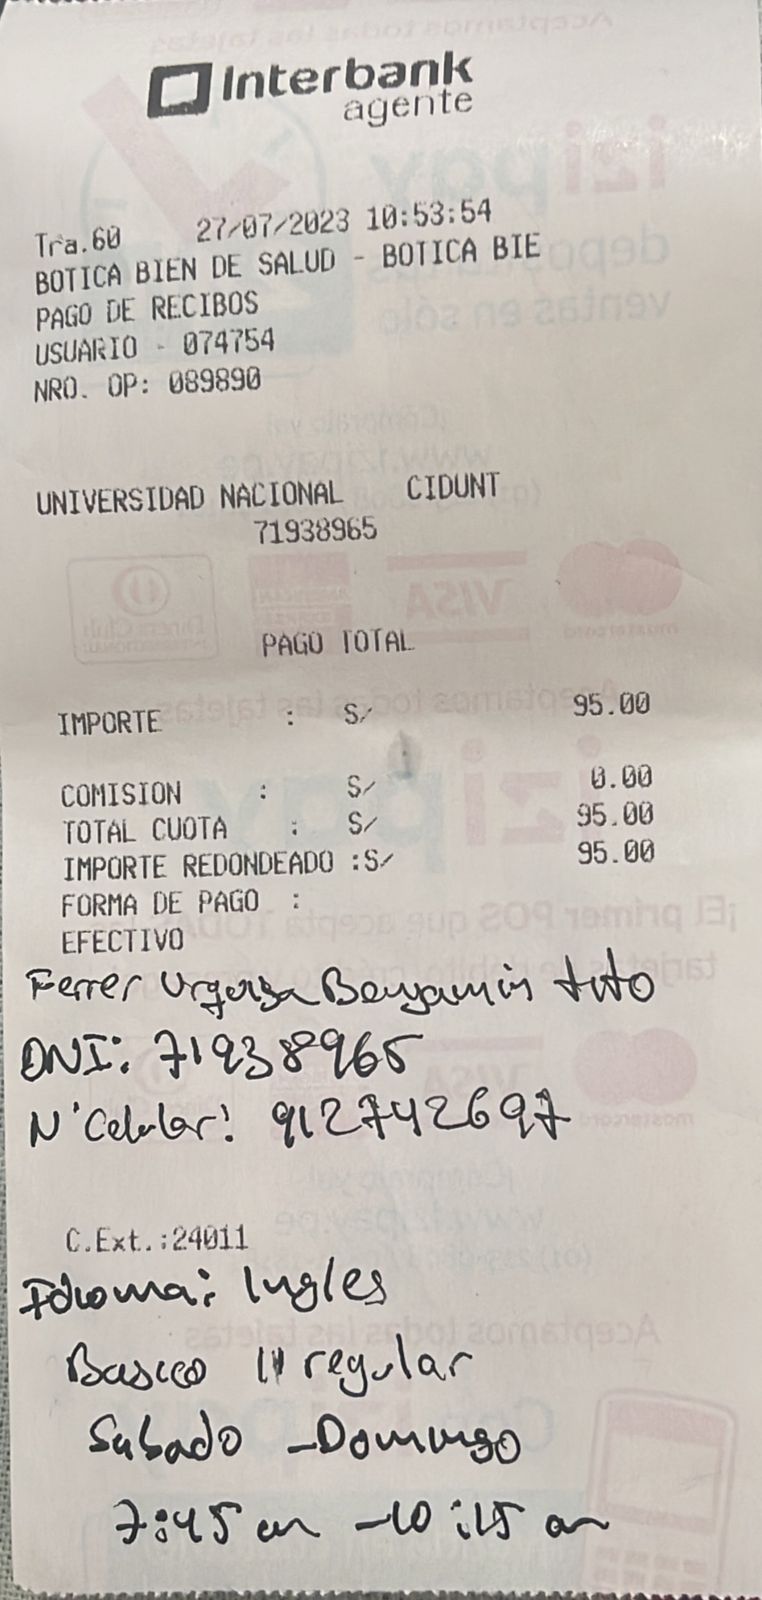 Interbank
agente
Tra.60 27/07/2023 10:53:54
BOTICA BIEN DE SALUD - BOTICA BIE
PAGO DE RECIBOS
USUARIO - 074754
NRO. OP: 089890
UNIVERSIDAD NACIONAL CIDUNT
71938965
PAGO TOTAL
IMPORTE : S/ 95.00
COMISION : S/ 0.00
TOTAL CUOTA : S/ 95.00
IMPORTE REDONDEADO :S/ 95.00
FORMA DE PAGO :
EFECTIVO
Ferrer Benjamin tito
DNI: 71938965
N° Celular: 912742697
C.Ext.:24011
Idioma: Ingles
Basico regular
Sabado - Domingo
7:45 am - 10:15 am